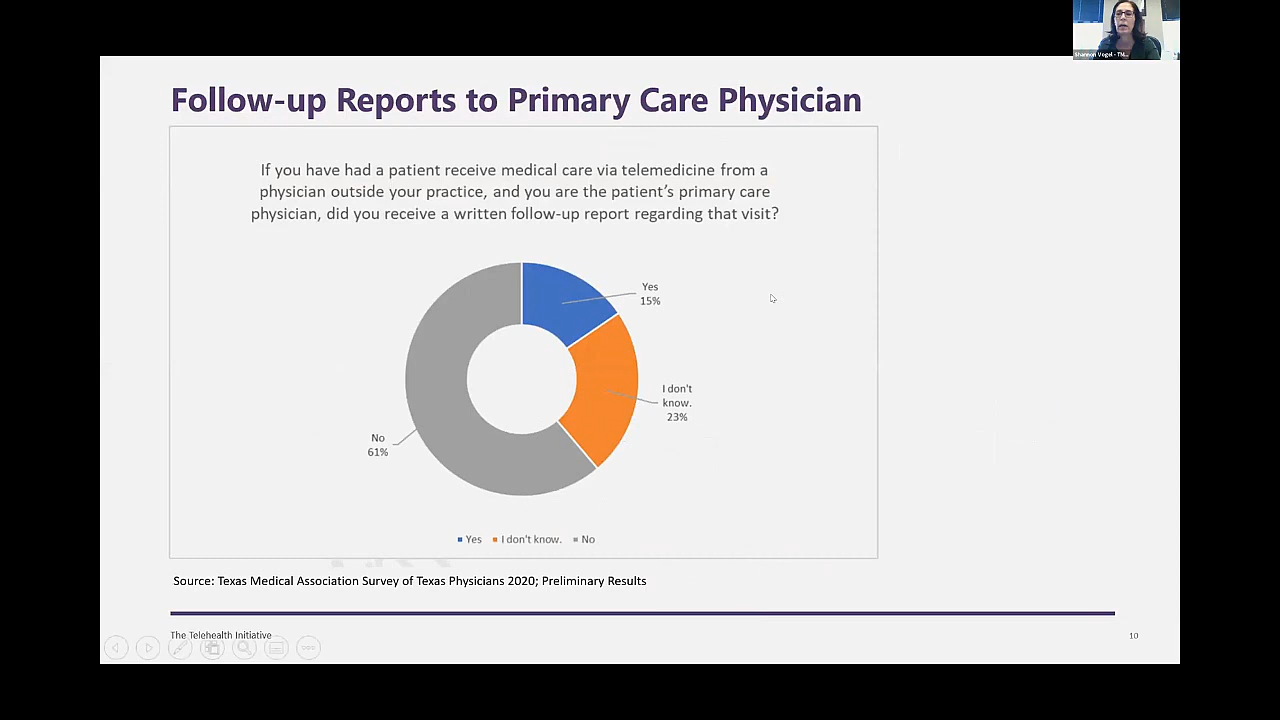 Shannon Vogel - TM...
Follow-up Reports to Primary Care Physician
If you have had a patient receive medical care via telemedicine from a
physician outside your practice, and you are the patient's primary care
physician, did you receive a written follow-up report regarding that visit?
Yes
15%
I don't
know.
23%
No
61%
Yes I don't know. No
Source: Texas Medical Association Survey of Texas Physicians 2020; Preliminary Results
The Telehealth Initiative
10